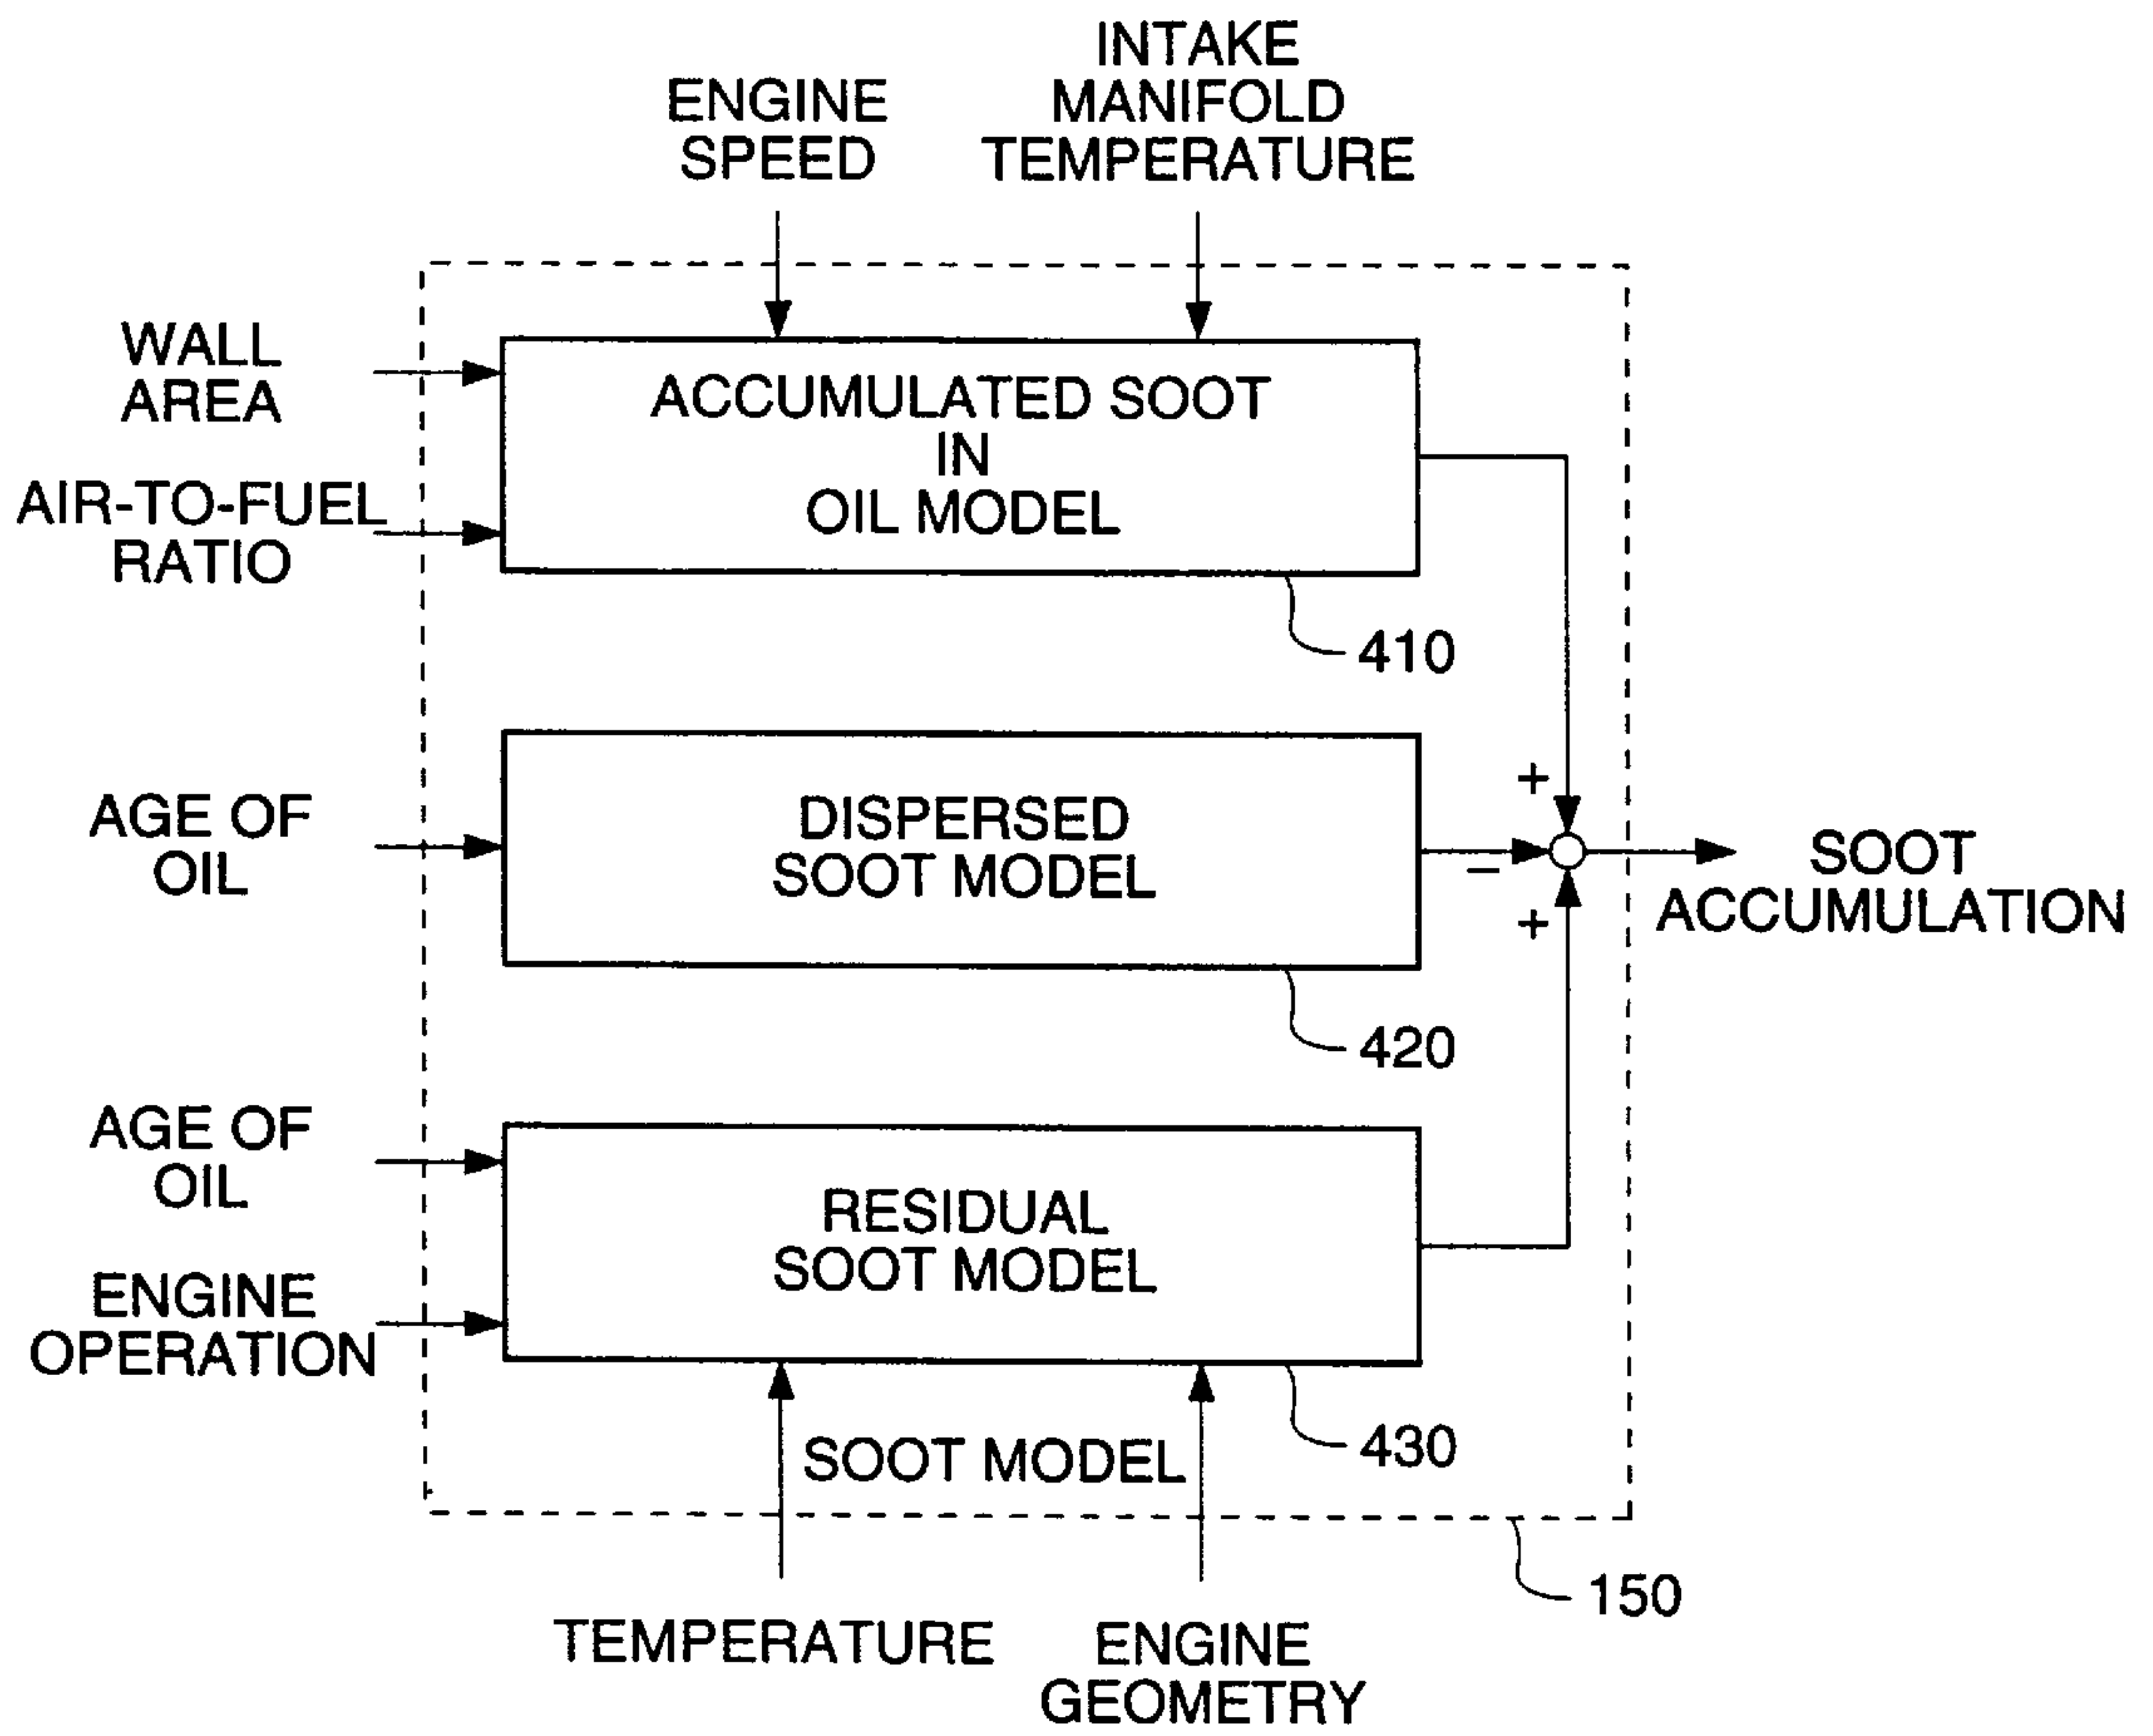 INTAKE
MANIFOLD
TEMPERATURE
ENGINE
SPEED
WALL
AREA
AIR-TO-FUEL
RATIO
ACCUMULATED SOOT
IN
OIL MODEL
410
AGE OF
OIL
DISPERSED
SOOT MODEL
+
−
+
SOOT
ACCUMULATION
420
AGE OF
OIL
ENGINE
OPERATION
RESIDUAL
SOOT MODEL
SOOT MODEL
430
150
TEMPERATURE
ENGINE
GEOMETRY